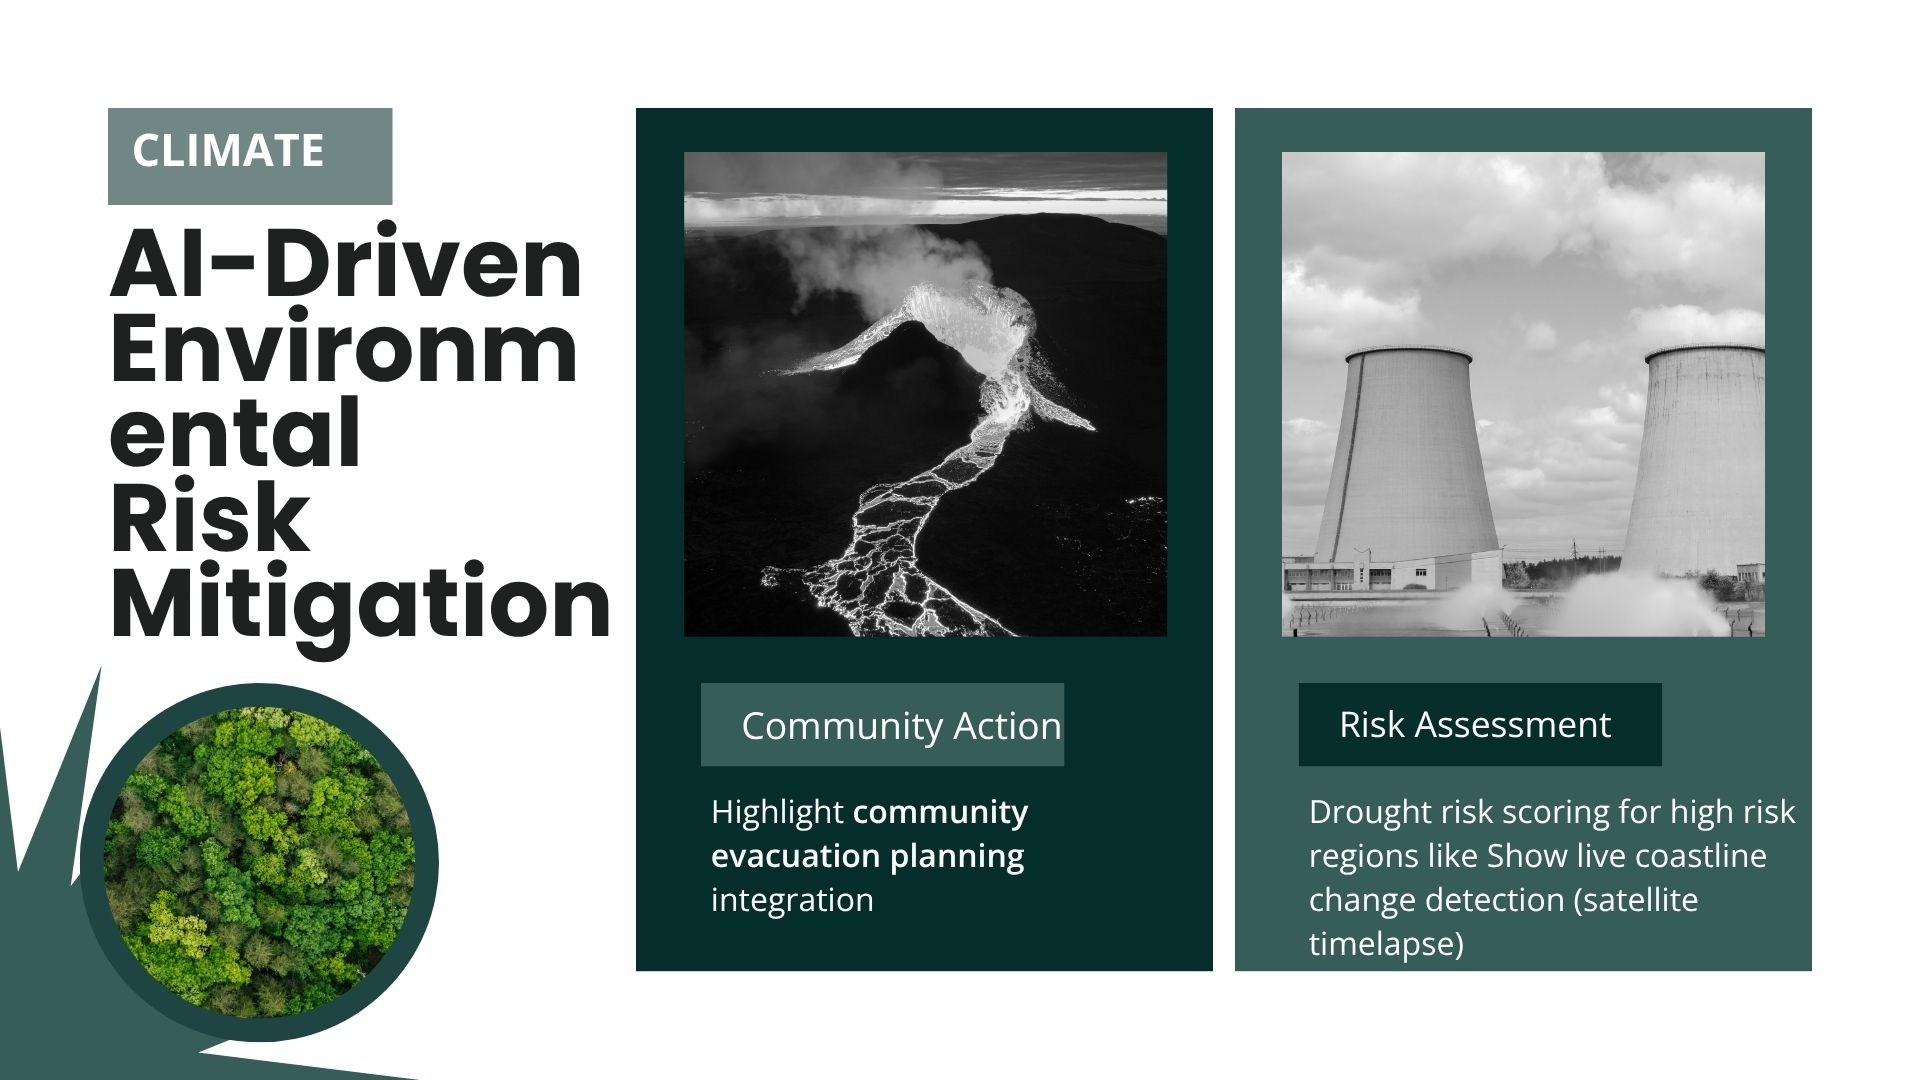 CLIMATE
AI-Driven
Environm
ental
Risk
Mitigation
Community Action
Highlight community
evacuation planning
integration
Risk Assessment
Drought risk scoring for high risk
regions like Show live coastline
change detection (satellite
timelapse)